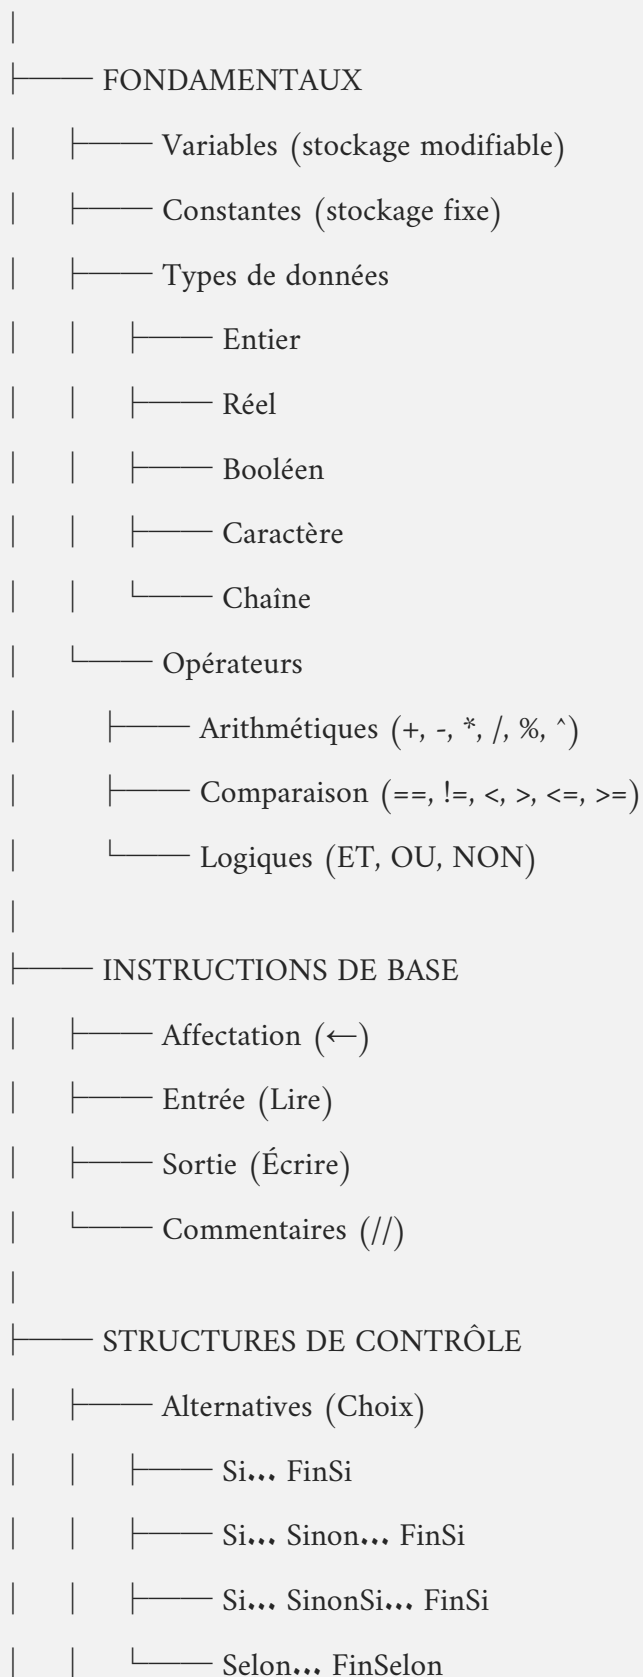 │
├── FONDAMENTAUX
│ ├── Variables (stockage modifiable)
│ ├── Constantes (stockage fixe)
│ ├── Types de données
│ │ ├── Entier
│ │ ├── Réel
│ │ ├── Booléen
│ │ ├── Caractère
│ │ └── Chaîne
│ └── Opérateurs
│ ├── Arithmétiques (+, -, *, /, %, ^)
│ ├── Comparaison (==, !=, <, >, <=, >=)
│ └── Logiques (ET, OU, NON)
│
├── INSTRUCTIONS DE BASE
│ ├── Affectation (←)
│ ├── Entrée (Lire)
│ ├── Sortie (Écrire)
│ └── Commentaires (//)
│
├── STRUCTURES DE CONTRÔLE
│ ├── Alternatives (Choix)
│ │ ├── Si... FinSi
│ │ ├── Si... Sinon... FinSi
│ │ ├── Si... SinonSi... FinSi
│ │ └── Selon... FinSelon